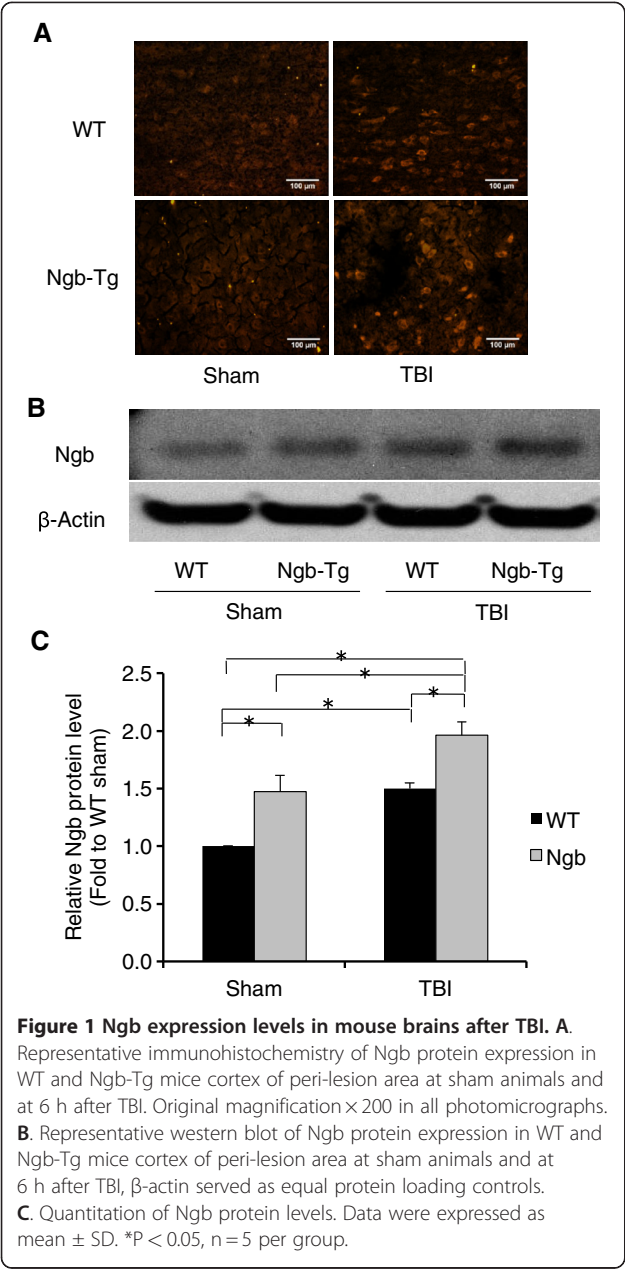 A
WT
100 µm
100 µm
Ngb-Tg
100 µm
100 µm
Sham TBI
B
Ngb
β-Actin
WT Ngb-Tg WT Ngb-Tg
Sham TBI
C
Relative Ngb protein level
(Fold to WT sham)
2.5
2.0
1.5
1.0
0.5
0.0
* 
*
* *
*
WT
Ngb
Sham TBI
Figure 1 Ngb expression levels in mouse brains after TBI. A.
Representative immunohistochemistry of Ngb protein expression in
WT and Ngb-Tg mice cortex of peri-lesion area at sham animals and
at 6 h after TBI. Original magnification × 200 in all photomicrographs.
B. Representative western blot of Ngb protein expression in WT and
Ngb-Tg mice cortex of peri-lesion area at sham animals and at
6 h after TBI, β-actin served as equal protein loading controls.
C. Quantitation of Ngb protein levels. Data were expressed as
mean ± SD. *P < 0.05, n = 5 per group.